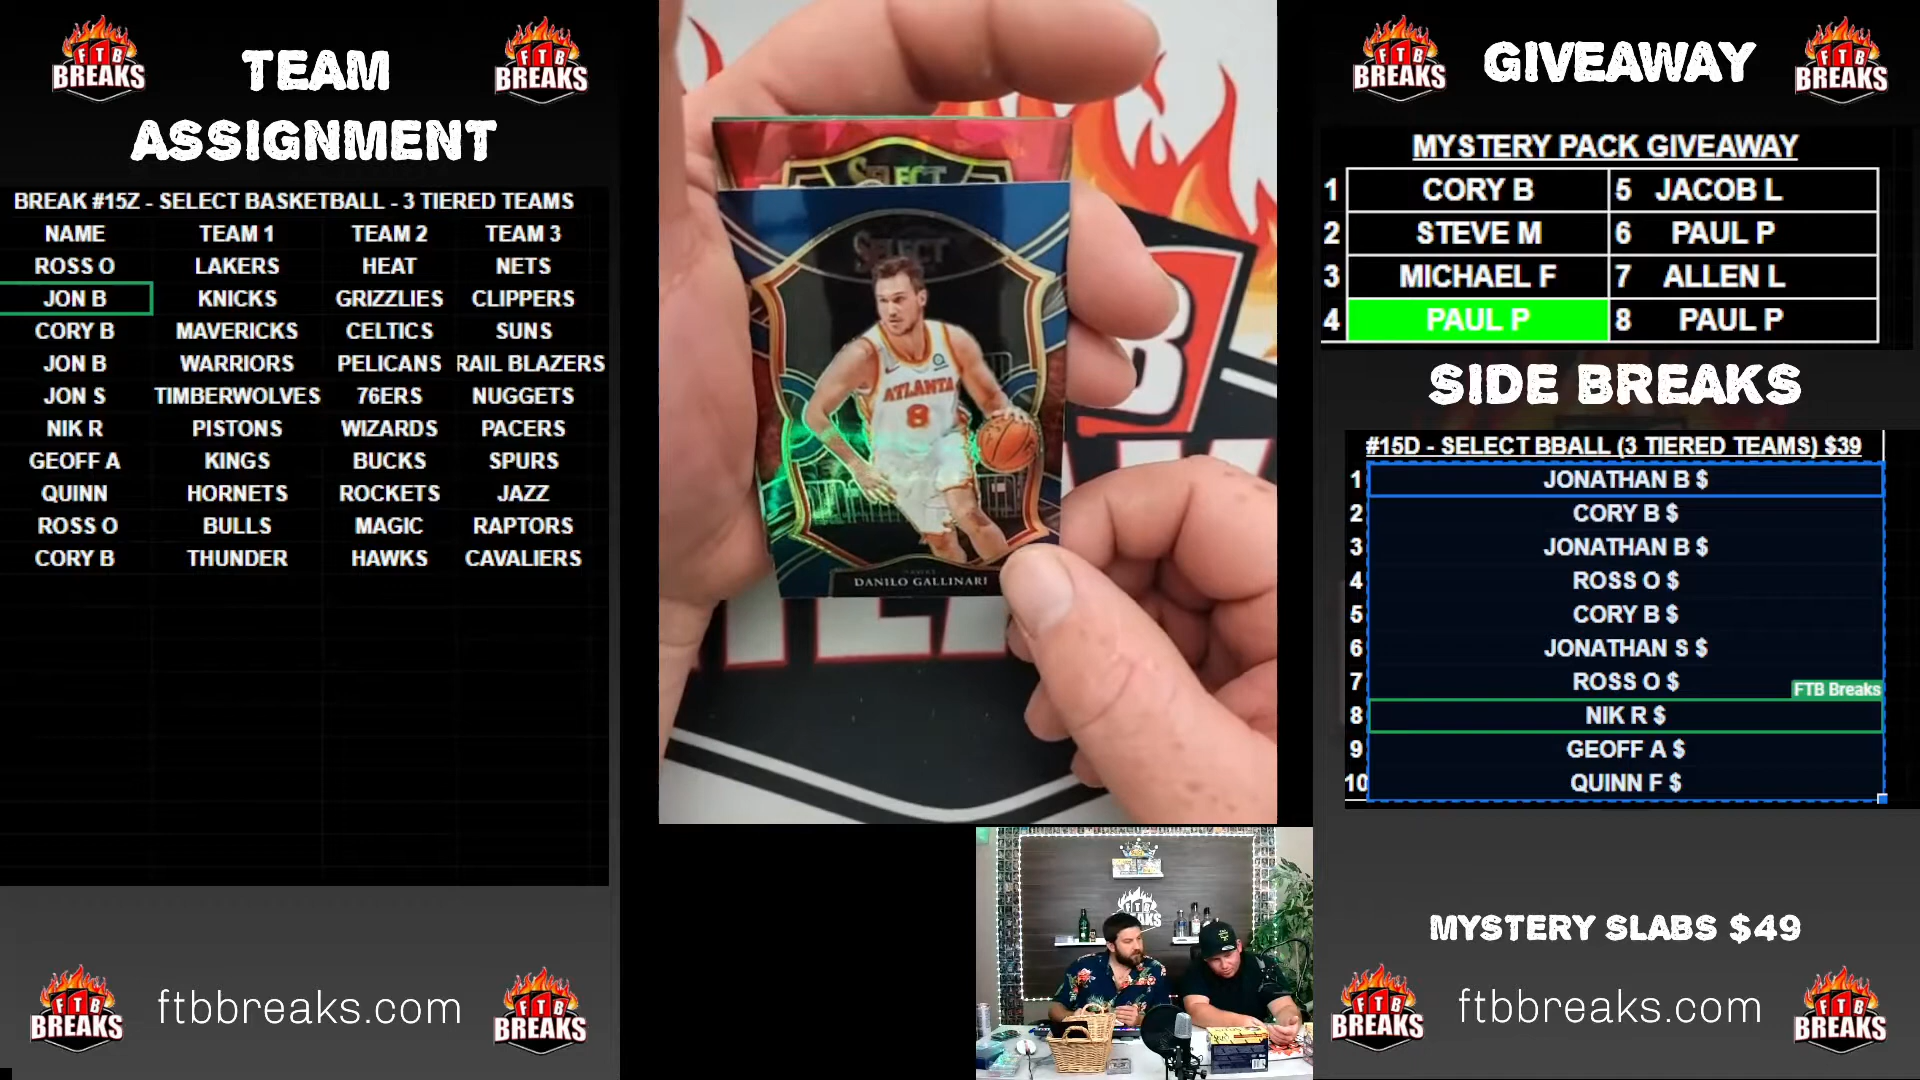 FTB
BREAKS
TEAM
ASSIGNMENT
FTB
BREAKS
BREAK #15Z - SELECT BASKETBALL - 3 TIERED TEAMS
NAME TEAM 1 TEAM 2 TEAM 3
ROSS O LAKERS HEAT NETS
JON B KNICKS GRIZZLIES CLIPPERS
CORY B MAVERICKS CELTICS SUNS
JON B WARRIORS PELICANS RAIL BLAZERS
JON S TIMBERWOLVES 76ERS NUGGETS
NIK R PISTONS WIZARDS PACERS
GEOFF A KINGS BUCKS SPURS
QUINN HORNETS ROCKETS JAZZ
ROSS O BULLS MAGIC RAPTORS
CORY B THUNDER HAWKS CAVALIERS
FTB
BREAKS
ftbbreaks.com
FTB
BREAKS
SELECT
SELECT
ATLANTA
8
HAWKS
DANILO GALLINARI
B
FTB
BREAKS
FTB
BREAKS
GIVEAWAY
FTB
BREAKS
MYSTERY PACK GIVEAWAY
1 CORY B 5 JACOB L
2 STEVE M 6 PAUL P
3 MICHAEL F 7 ALLEN L
4 PAUL P 8 PAUL P
SIDE BREAKS
#15D - SELECT BBALL (3 TIERED TEAMS) $39
1 JONATHAN B $
2 CORY B $
3 JONATHAN B $
4 ROSS O $
5 CORY B $
6 JONATHAN S $
7 ROSS O $
FTB Breaks
8 NIK R $
9 GEOFF A $
10 QUINN F $
MYSTERY SLABS $49
FTB
BREAKS
ftbbreaks.com
FTB
BREAKS